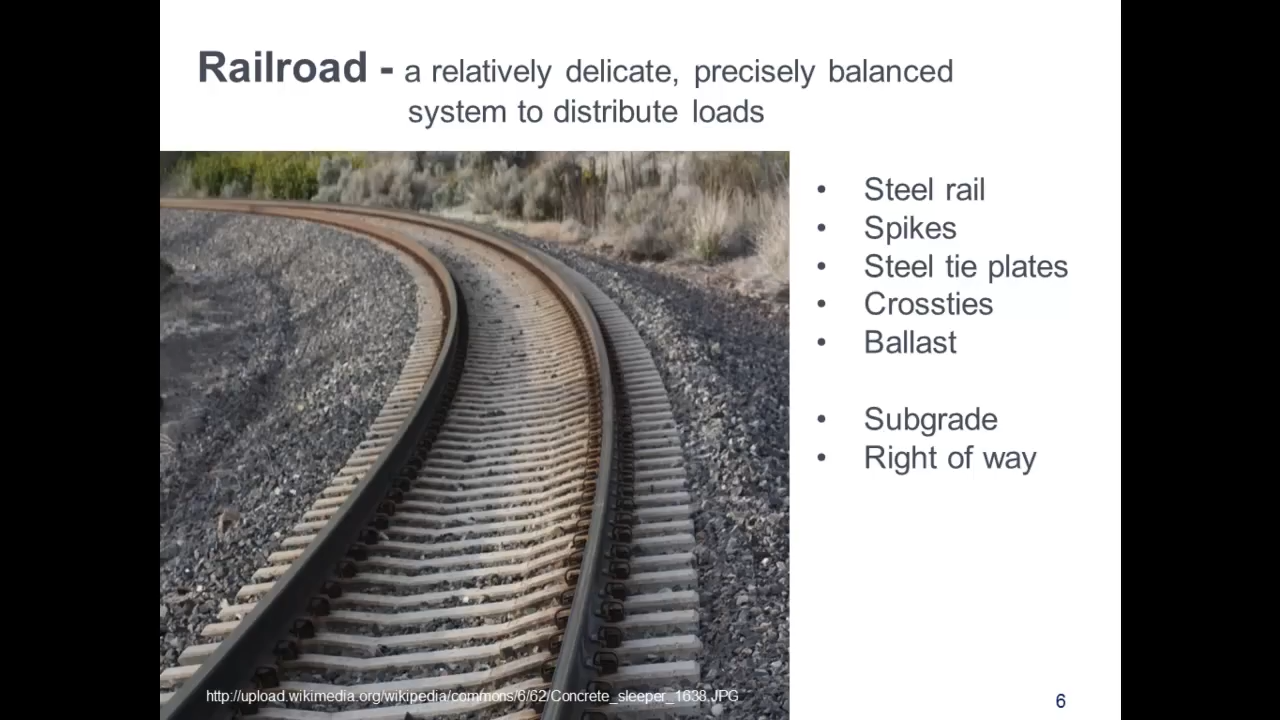 Railroad - a relatively delicate, precisely balanced
system to distribute loads
• Steel rail
• Spikes
• Steel tie plates
• Crossties
• Ballast
• Subgrade
• Right of way
http://upload.wikimedia.org/wikipedia/commons/6/62/Concrete_sleeper_1638.JPG
6